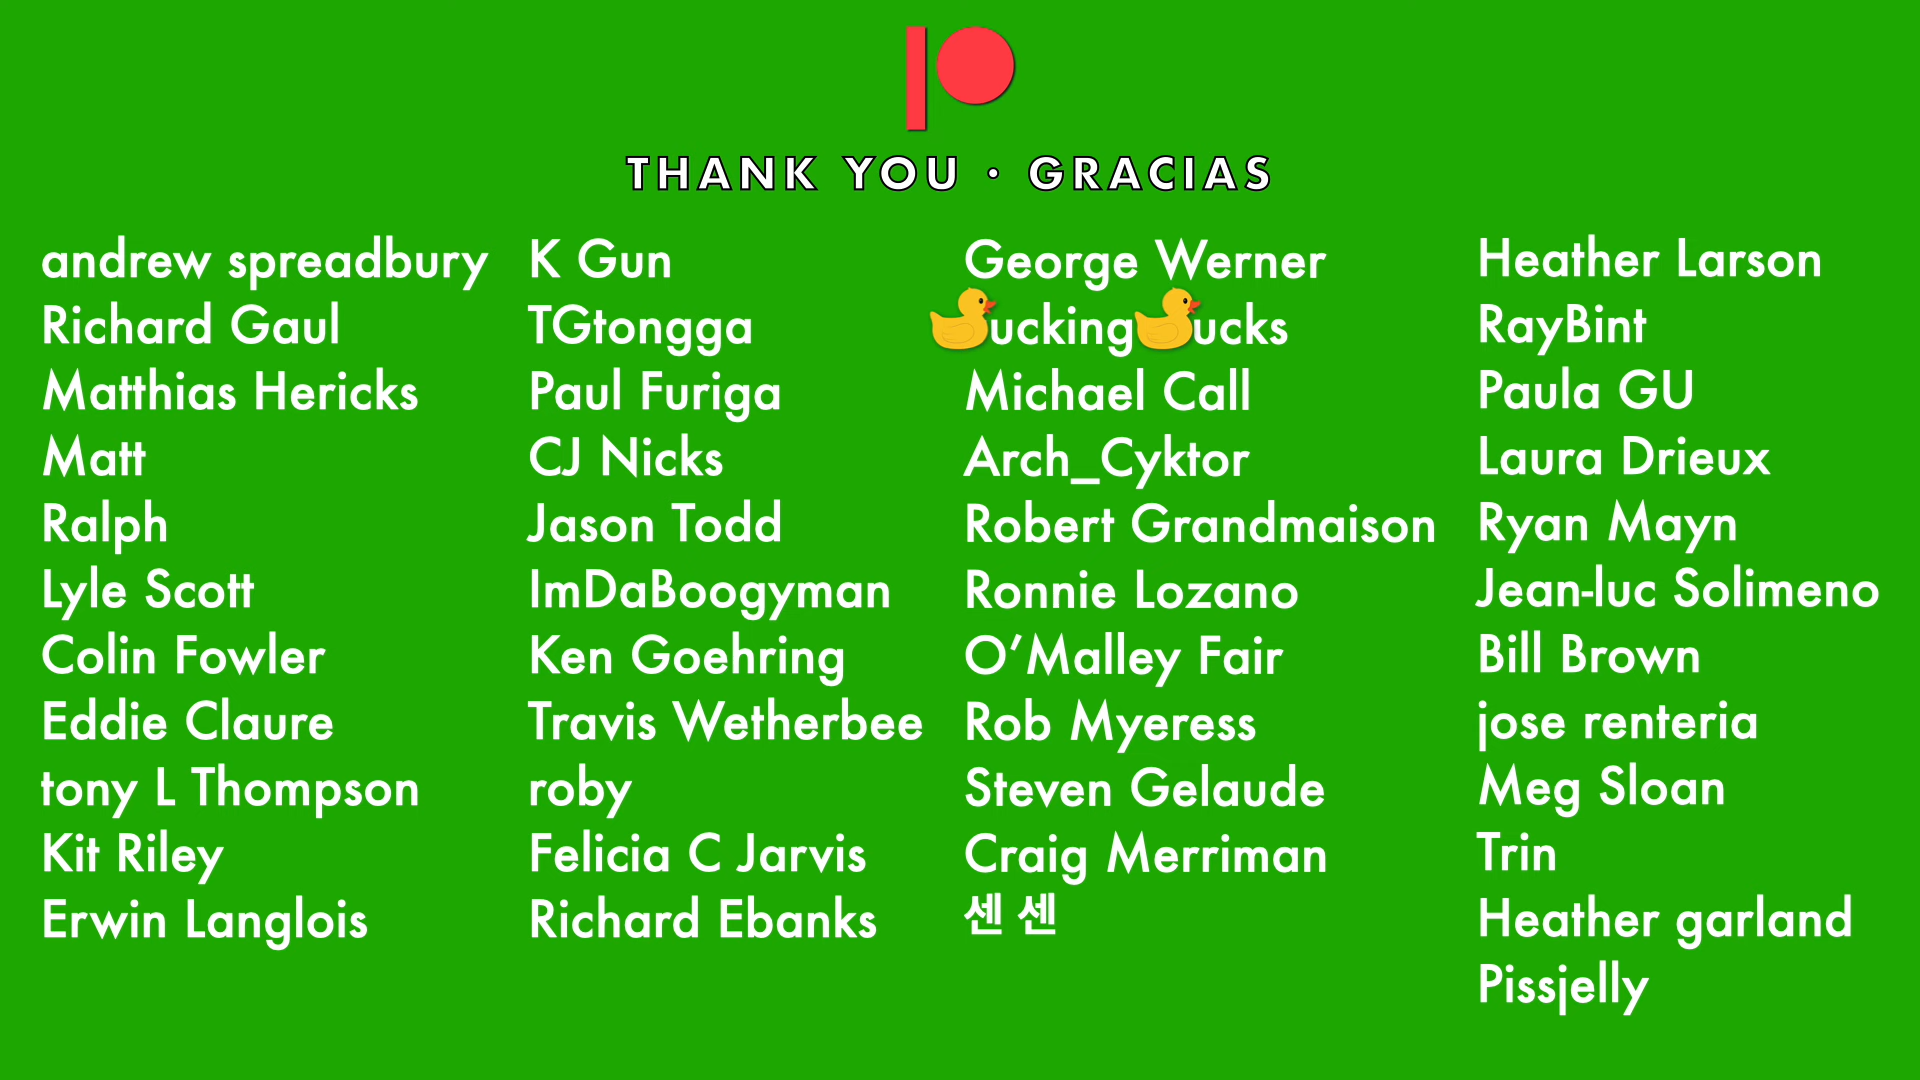 THANK YOU · GRACIAS
andrew spreadbury
Richard Gaul
Matthias Hericks
Matt
Ralph
Lyle Scott
Colin Fowler
Eddie Claure
tony L Thompson
Kit Riley
Erwin Langlois
K Gun
TGtongga
Paul Furiga
CJ Nicks
Jason Todd
ImDaBoogyman
Ken Goehring
Travis Wetherbee
roby
Felicia C Jarvis
Richard Ebanks
George Werner
🦆ucking🦆ucks
Michael Call
Arch_Cyktor
Robert Grandmaison
Ronnie Lozano
O’Malley Fair
Rob Myeress
Steven Gelaude
Craig Merriman
센 센
Heather Larson
RayBint
Paula GU
Laura Drieux
Ryan Mayn
Jean-luc Solimeno
Bill Brown
jose renteria
Meg Sloan
Trin
Heather garland
Pissjelly